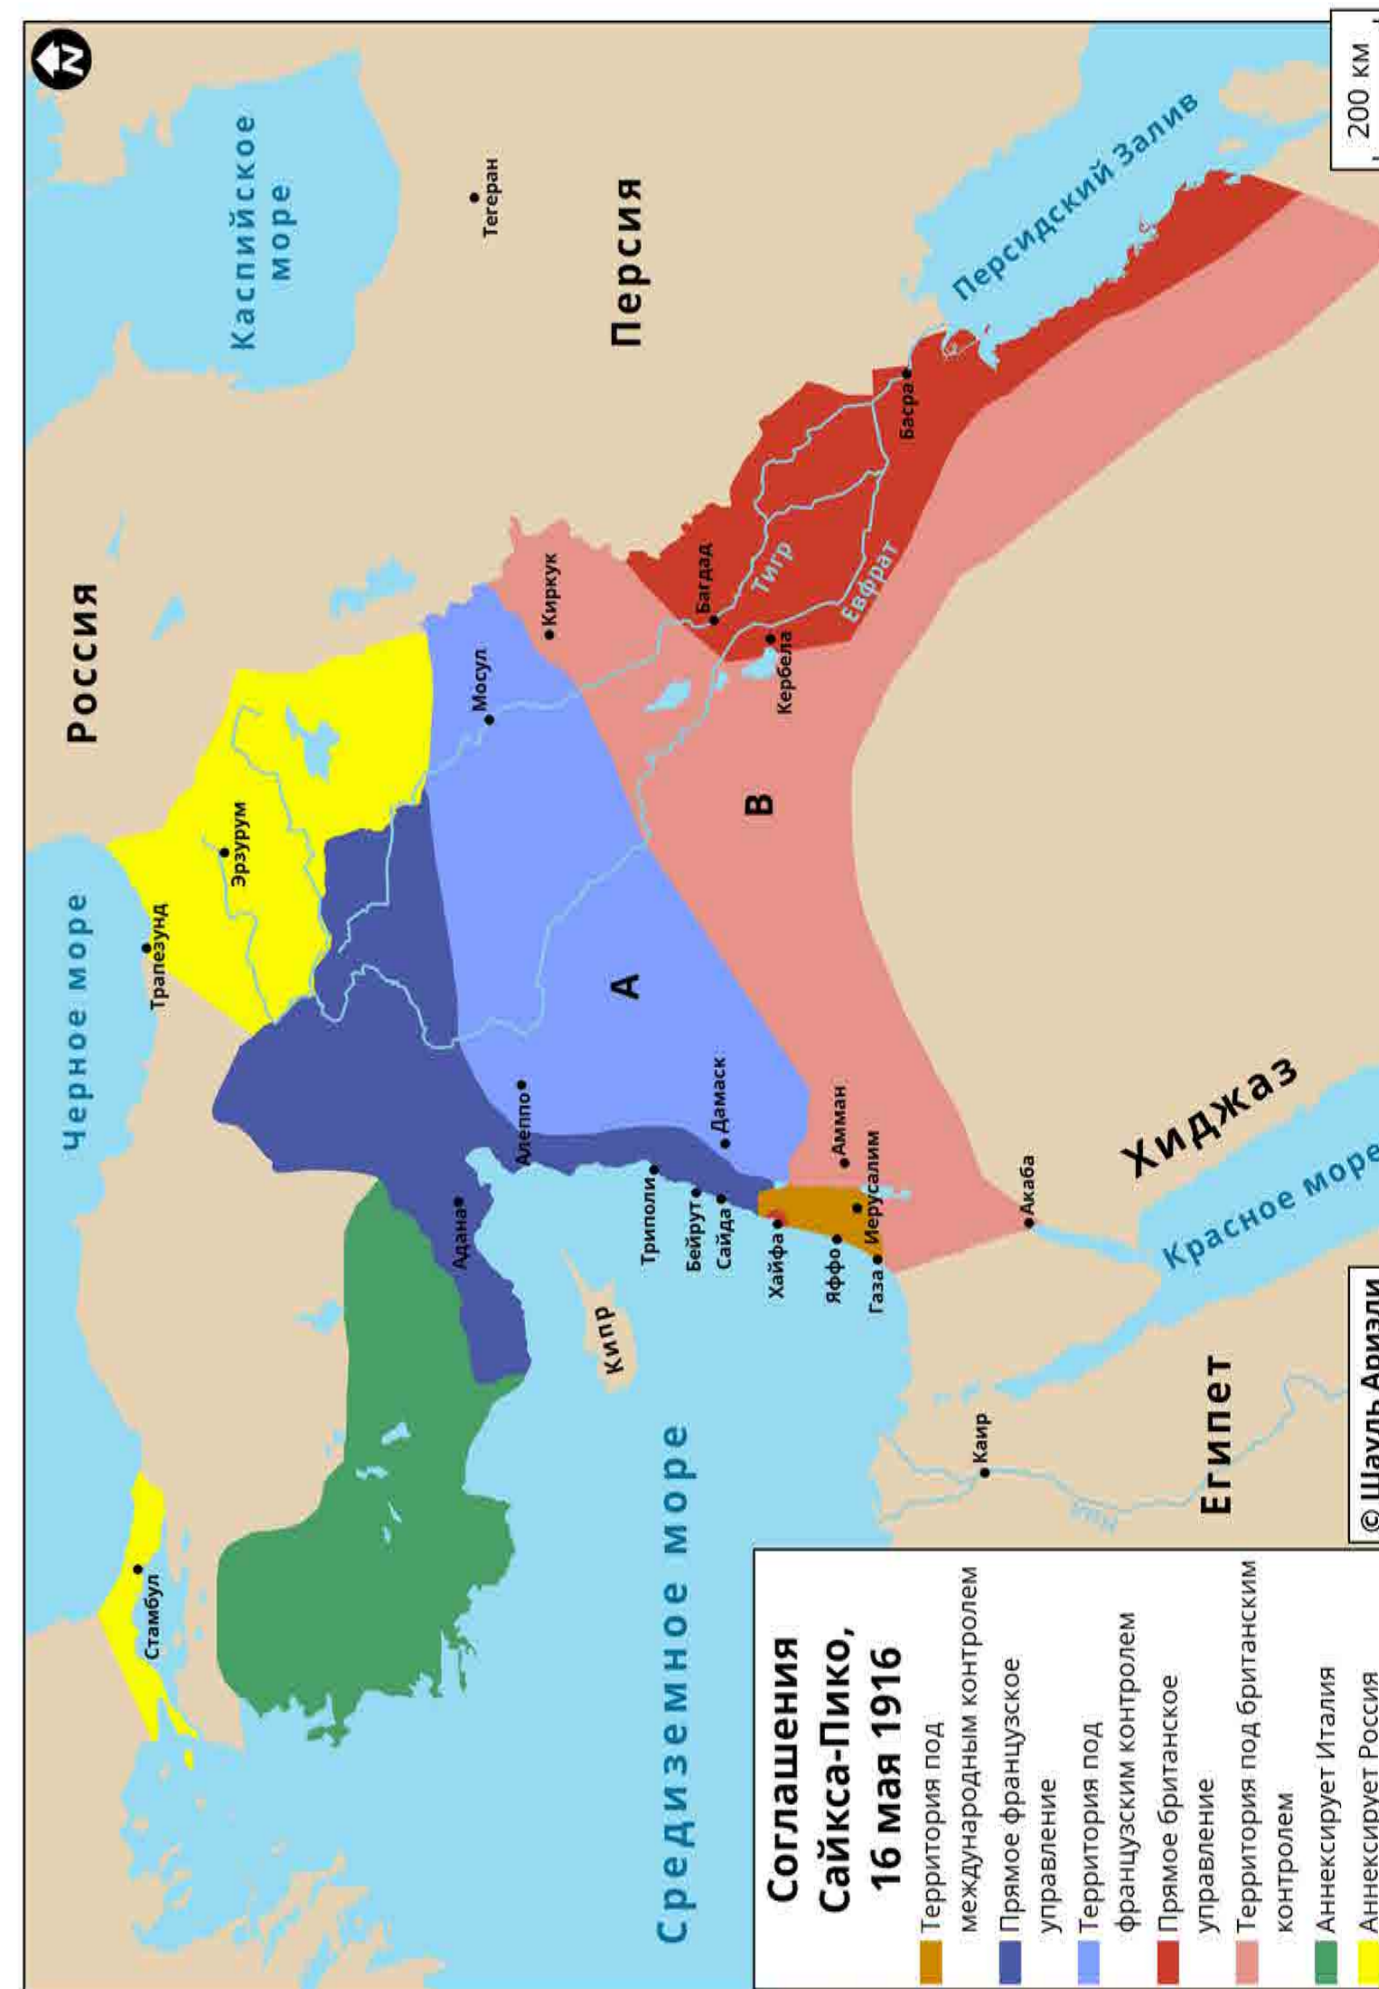 N
Черное море
Россия
Каспийское
море
Стамбул
Трапезунд
Эрзурум
Тегеран
Персия
Адана
Алеппо
Мосул
Киркук
Кипр
Средиземное море
A
B
Триполи
Бейрут
Сайда
Дамаск
Багдад
Тигр
Кербела
Евфрат
Басра
Персидский Залив
Хайфа
Яффо
Газа
Амман
Иерусалим
Акаба
Хиджаз
Красное море
Каир
Египет
Соглашения
Сайкса-Пико,
16 мая 1916
Территория под
международным контролем
Прямое французское
управление
Территория под
французским контролем
Прямое британское
управление
Территория под британским
контролем
Аннексирует Италия
Аннексирует Россия
© Шауль Ариэли
200 км